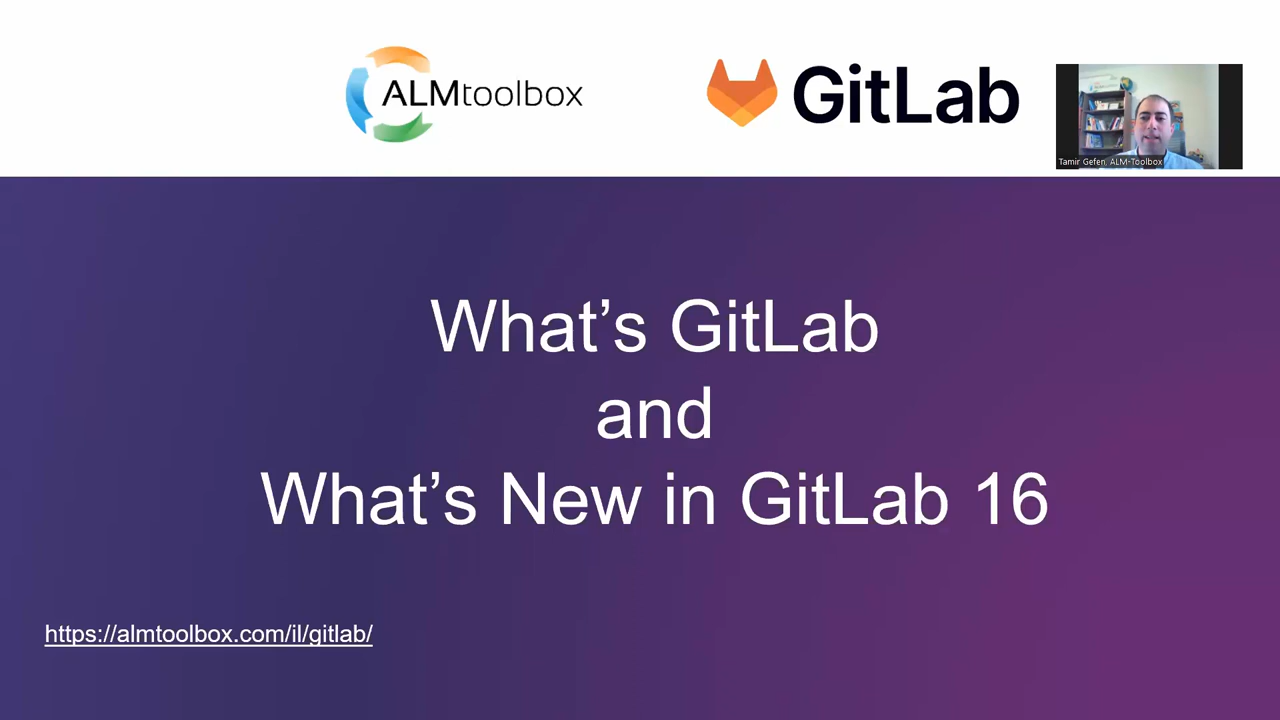 ALMtoolbox
GitLab
Tamir Gefen, ALM-Toolbox
What's GitLab
and
What's New in GitLab 16
https://almtoolbox.com/il/gitlab/